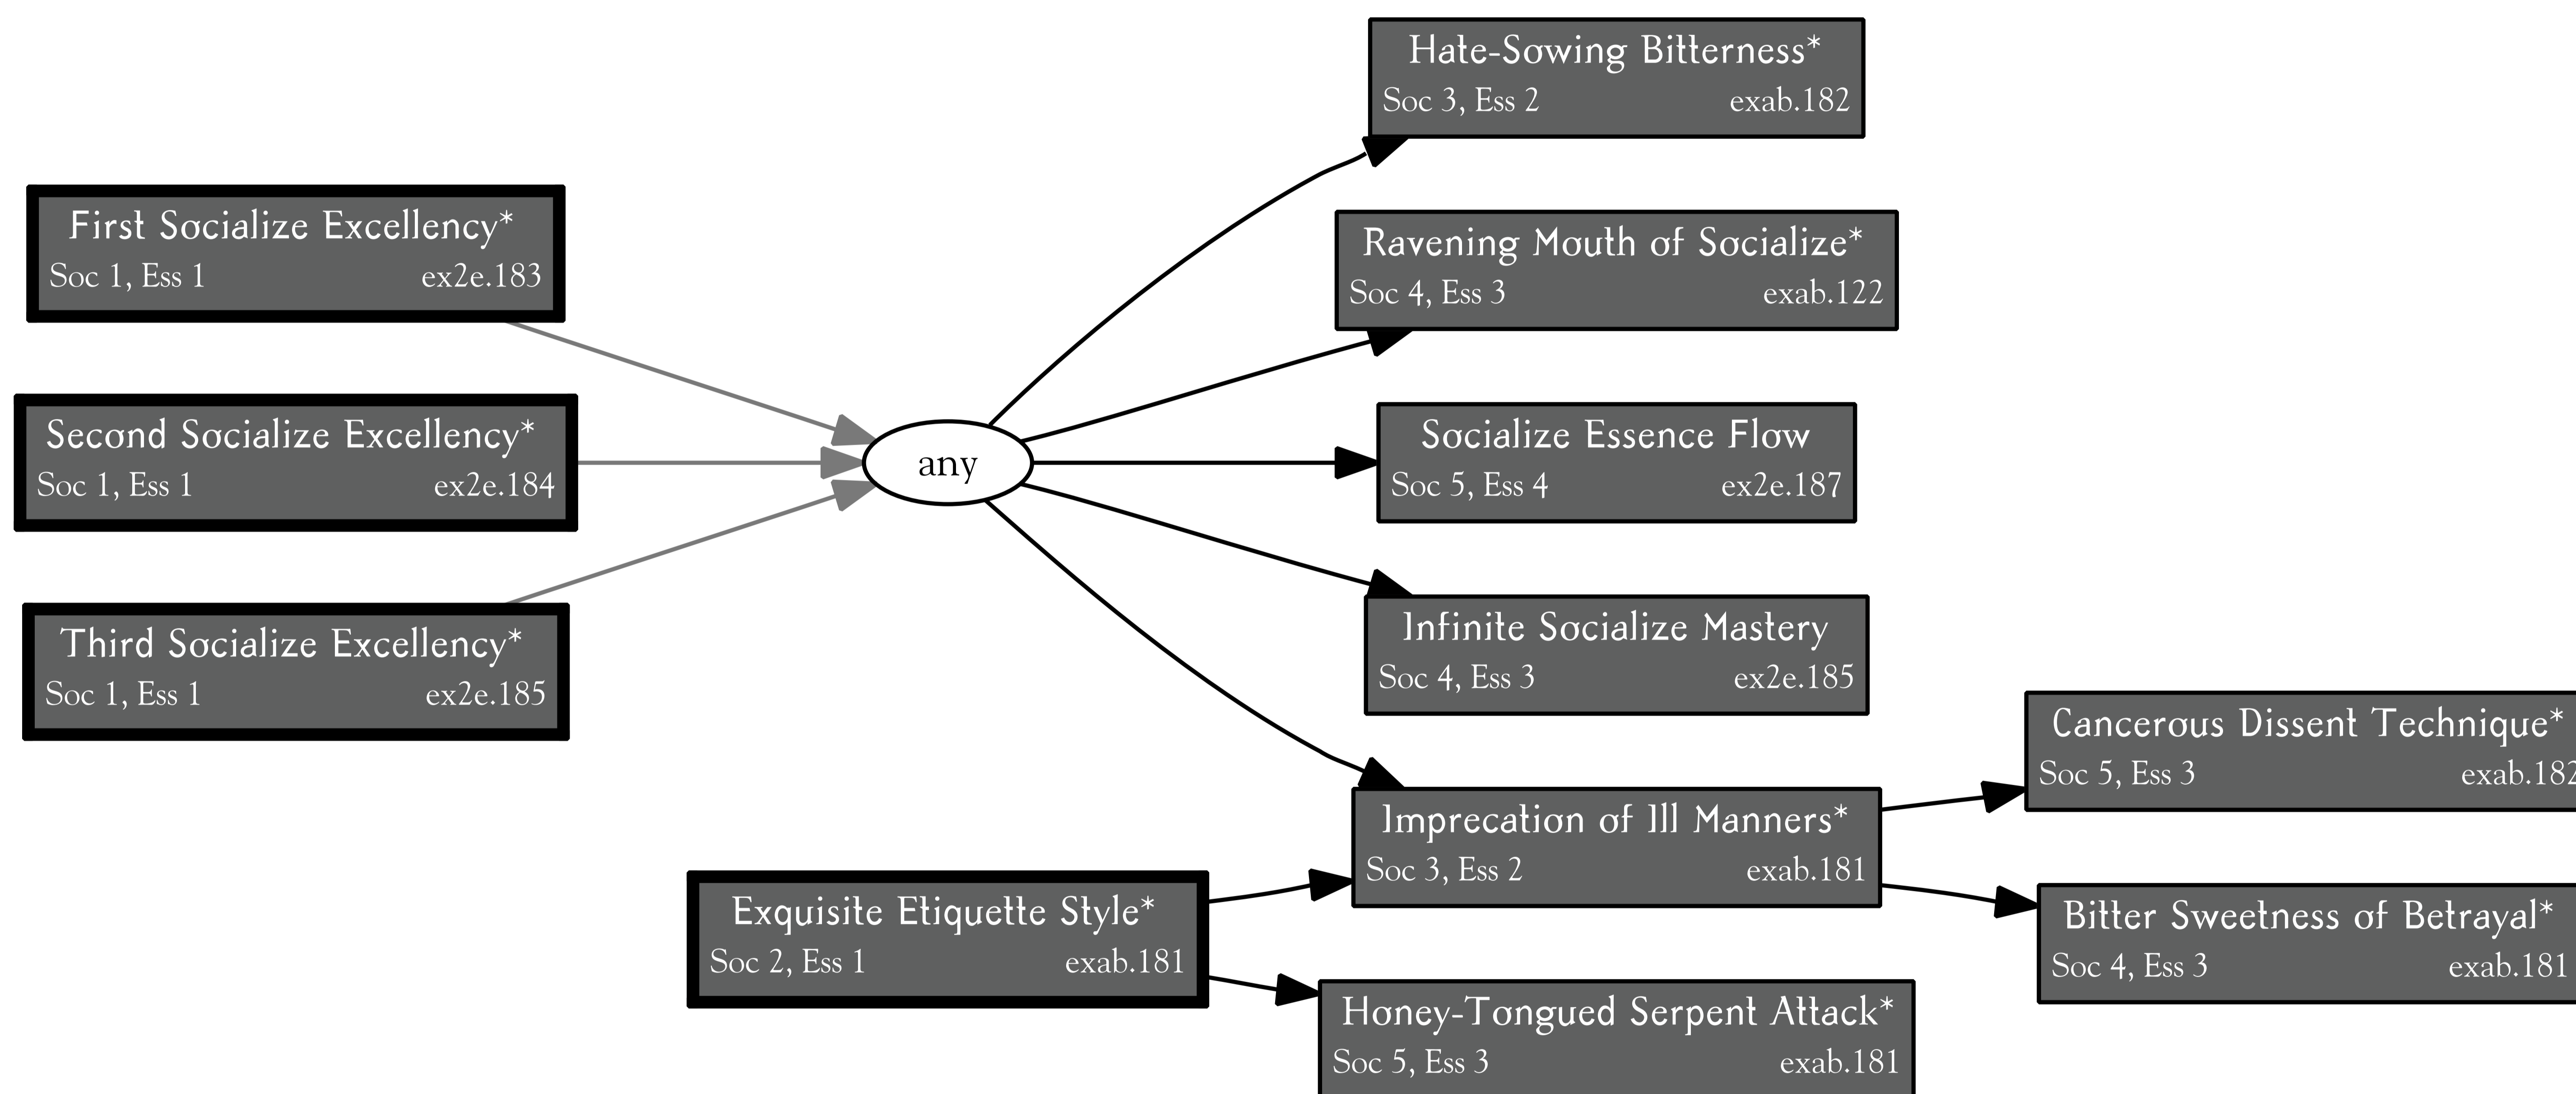 Hate-Sowing Bitterness*
Soc 3, Ess 2 exab.182
First Socialize Excellency*
Soc 1, Ess 1 ex2e.183
Ravening Mouth of Socialize*
Soc 4, Ess 3 exab.122
Second Socialize Excellency*
Soc 1, Ess 1 ex2e.184
any
Socialize Essence Flow
Soc 5, Ess 4 ex2e.187
Third Socialize Excellency*
Soc 1, Ess 1 ex2e.185
Infinite Socialize Mastery
Soc 4, Ess 3 ex2e.185
Cancerous Dissent Technique*
Soc 5, Ess 3 exab.182
Imprecation of Ill Manners*
Soc 3, Ess 2 exab.181
Exquisite Etiquette Style*
Soc 2, Ess 1 exab.181
Bitter Sweetness of Betrayal*
Soc 4, Ess 3 exab.181
Honey-Tongued Serpent Attack*
Soc 5, Ess 3 exab.181